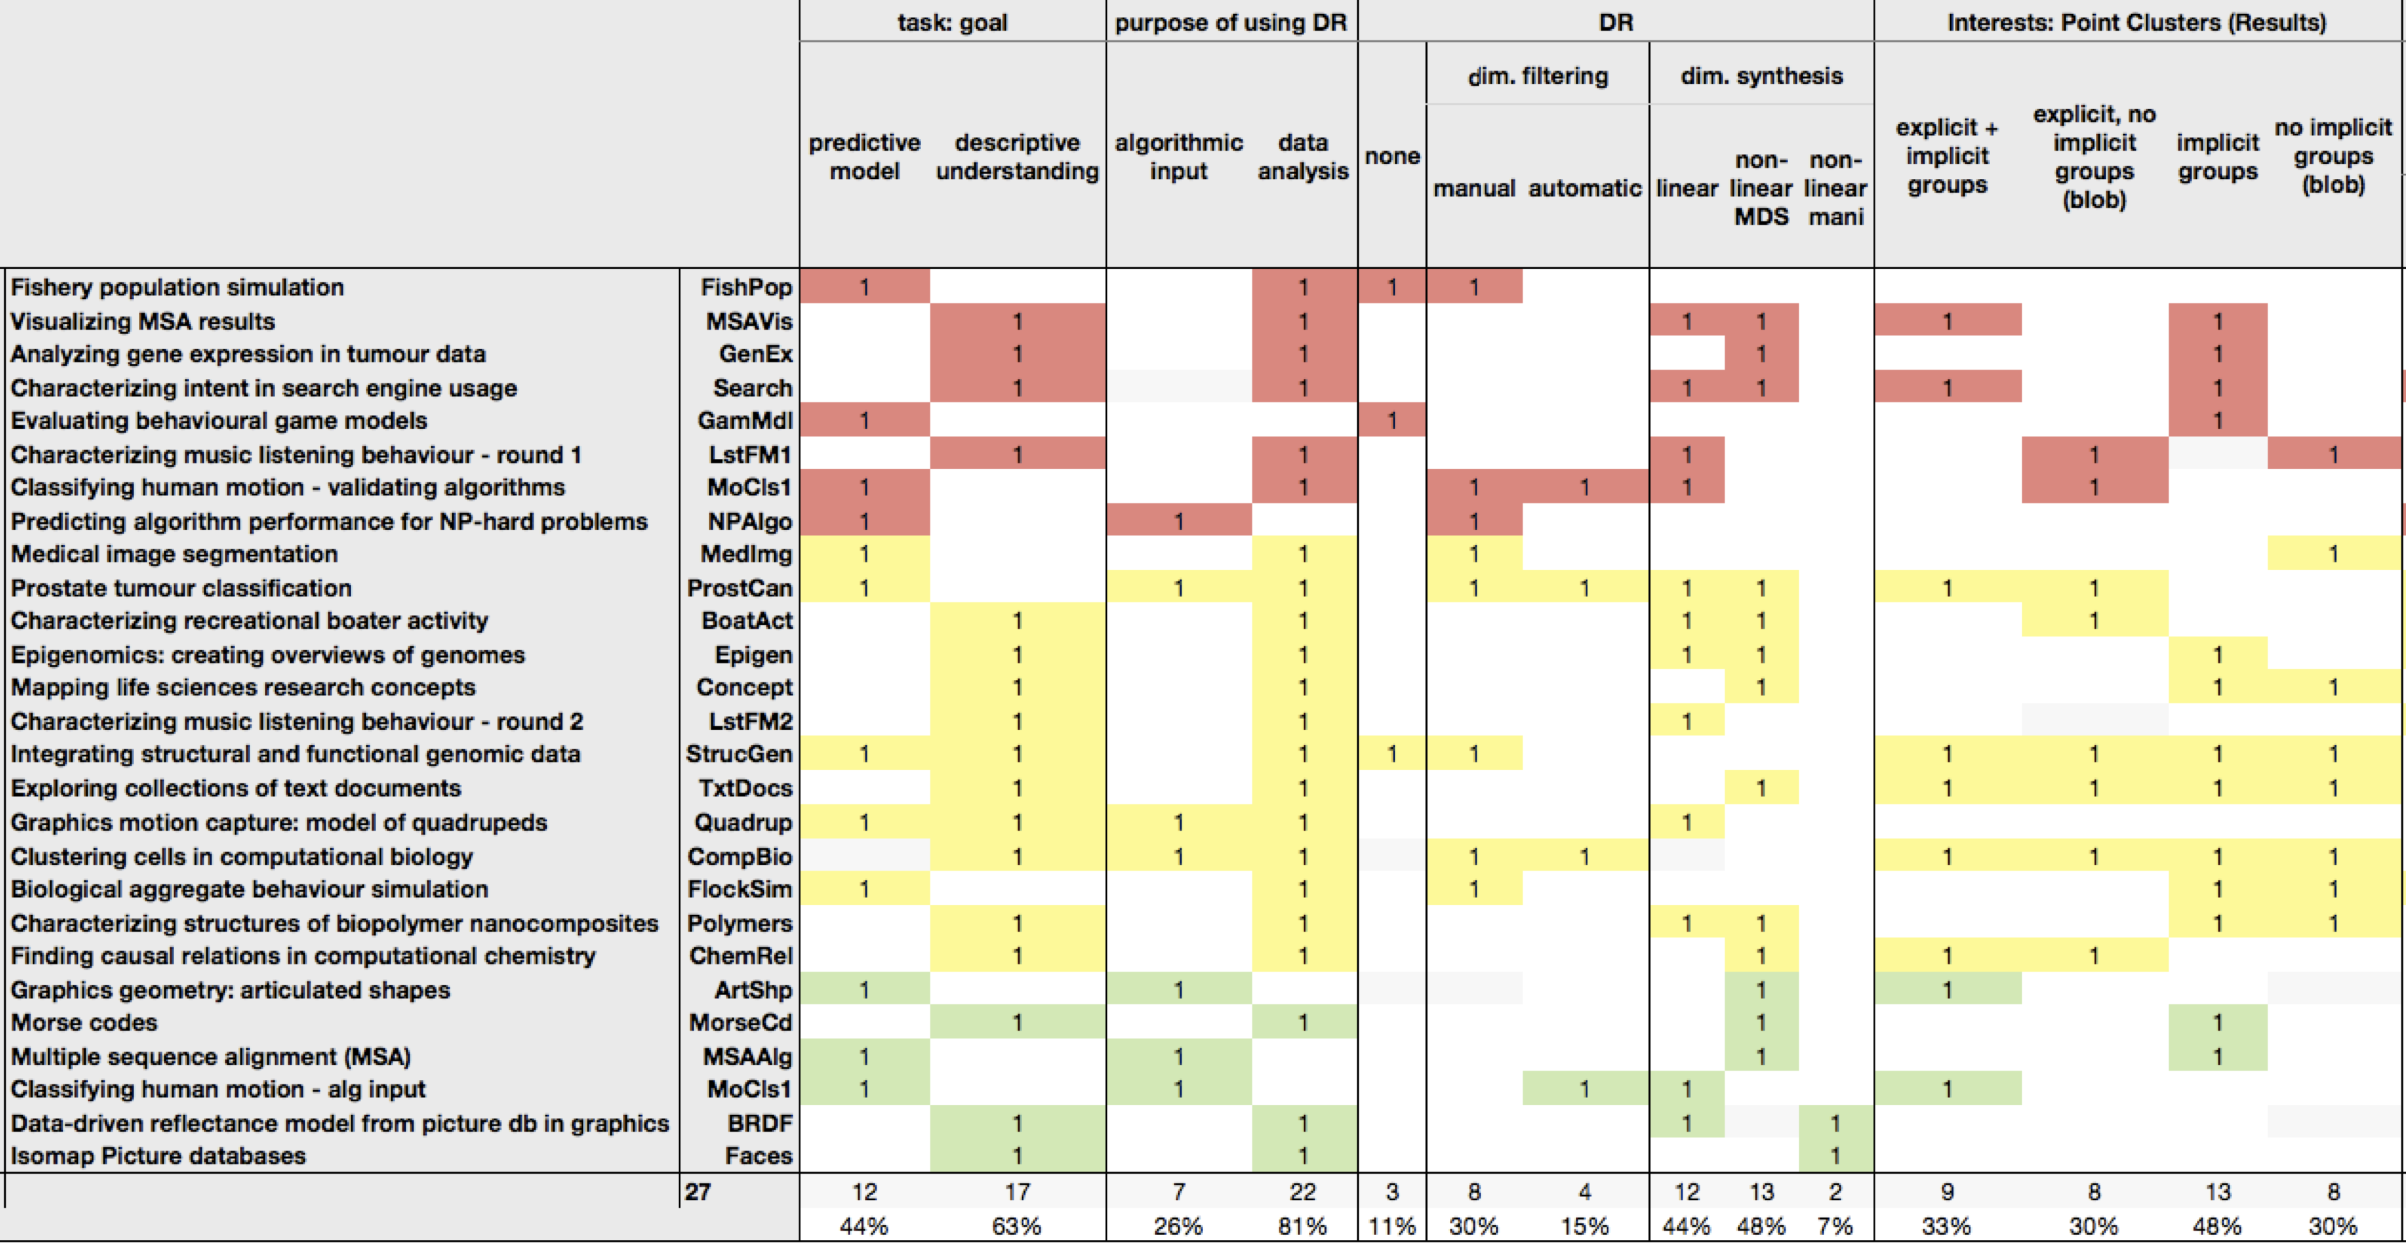 task: goal purpose of using DR DR Interests: Point Clusters (Results)
dim. filtering dim. synthesis
predictive model descriptive understanding algorithmic input data analysis none manual automatic linear non-linear MDS non-linear mani explicit + implicit groups explicit, no implicit groups (blob) implicit groups no implicit groups (blob)
Fishery population simulation FishPop 1 1 1 1
Visualizing MSA results MSAVis 1 1 1 1 1 1
Analyzing gene expression in tumour data GenEx 1 1 1 1
Characterizing intent in search engine usage Search 1 1 1 1 1 1
Evaluating behavioural game models GamMdl 1 1 1
Characterizing music listening behaviour - round 1 LstFM1 1 1 1 1 1
Classifying human motion - validating algorithms MoCls1 1 1 1 1 1 1
Predicting algorithm performance for NP-hard problems NPAlgo 1 1 1
Medical image segmentation MedImg 1 1 1 1
Prostate tumour classification ProstCan 1 1 1 1 1 1 1 1 1
Characterizing recreational boater activity BoatAct 1 1 1 1 1
Epigenomics: creating overviews of genomes Epigen 1 1 1 1 1
Mapping life sciences research concepts Concept 1 1 1 1 1
Characterizing music listening behaviour - round 2 LstFM2 1 1 1
Integrating structural and functional genomic data StrucGen 1 1 1 1 1 1 1 1 1
Exploring collections of text documents TxtDocs 1 1 1 1 1 1 1
Graphics motion capture: model of quadrupeds Quadrup 1 1 1 1 1
Clustering cells in computational biology CompBio 1 1 1 1 1 1 1 1 1
Biological aggregate behaviour simulation FlockSim 1 1 1 1 1
Characterizing structures of biopolymer nanocomposites Polymers 1 1 1 1 1 1
Finding causal relations in computational chemistry ChemRel 1 1 1 1 1
Graphics geometry: articulated shapes ArtShp 1 1 1 1
Morse codes MorseCd 1 1 1 1
Multiple sequence alignment (MSA) MSAAlg 1 1 1 1
Classifying human motion - alg input MoCls1 1 1 1 1 1
Data-driven reflectance model from picture db in graphics BRDF 1 1 1 1
Isomap Picture databases Faces 1 1 1
27 12 17 7 22 3 8 4 12 13 2 9 8 13 8
44% 63% 26% 81% 11% 30% 15% 44% 48% 7% 33% 30% 48% 30%